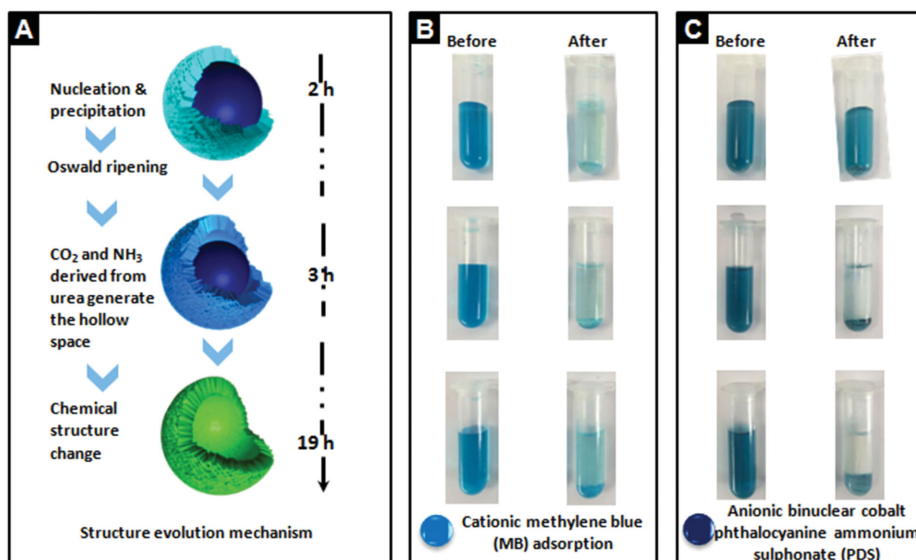 A
Nucleation &
precipitation
Oswald ripening
CO₂ and NH₃
derived from
urea generate
the hollow
space
Chemical
structure
change
2 h
3 h
19 h
Structure evolution mechanism
B
Before After
Cationic methylene blue
(MB) adsorption
C
Before After
Anionic binuclear cobalt
phthalocyanine ammonium
sulphonate (PDS)